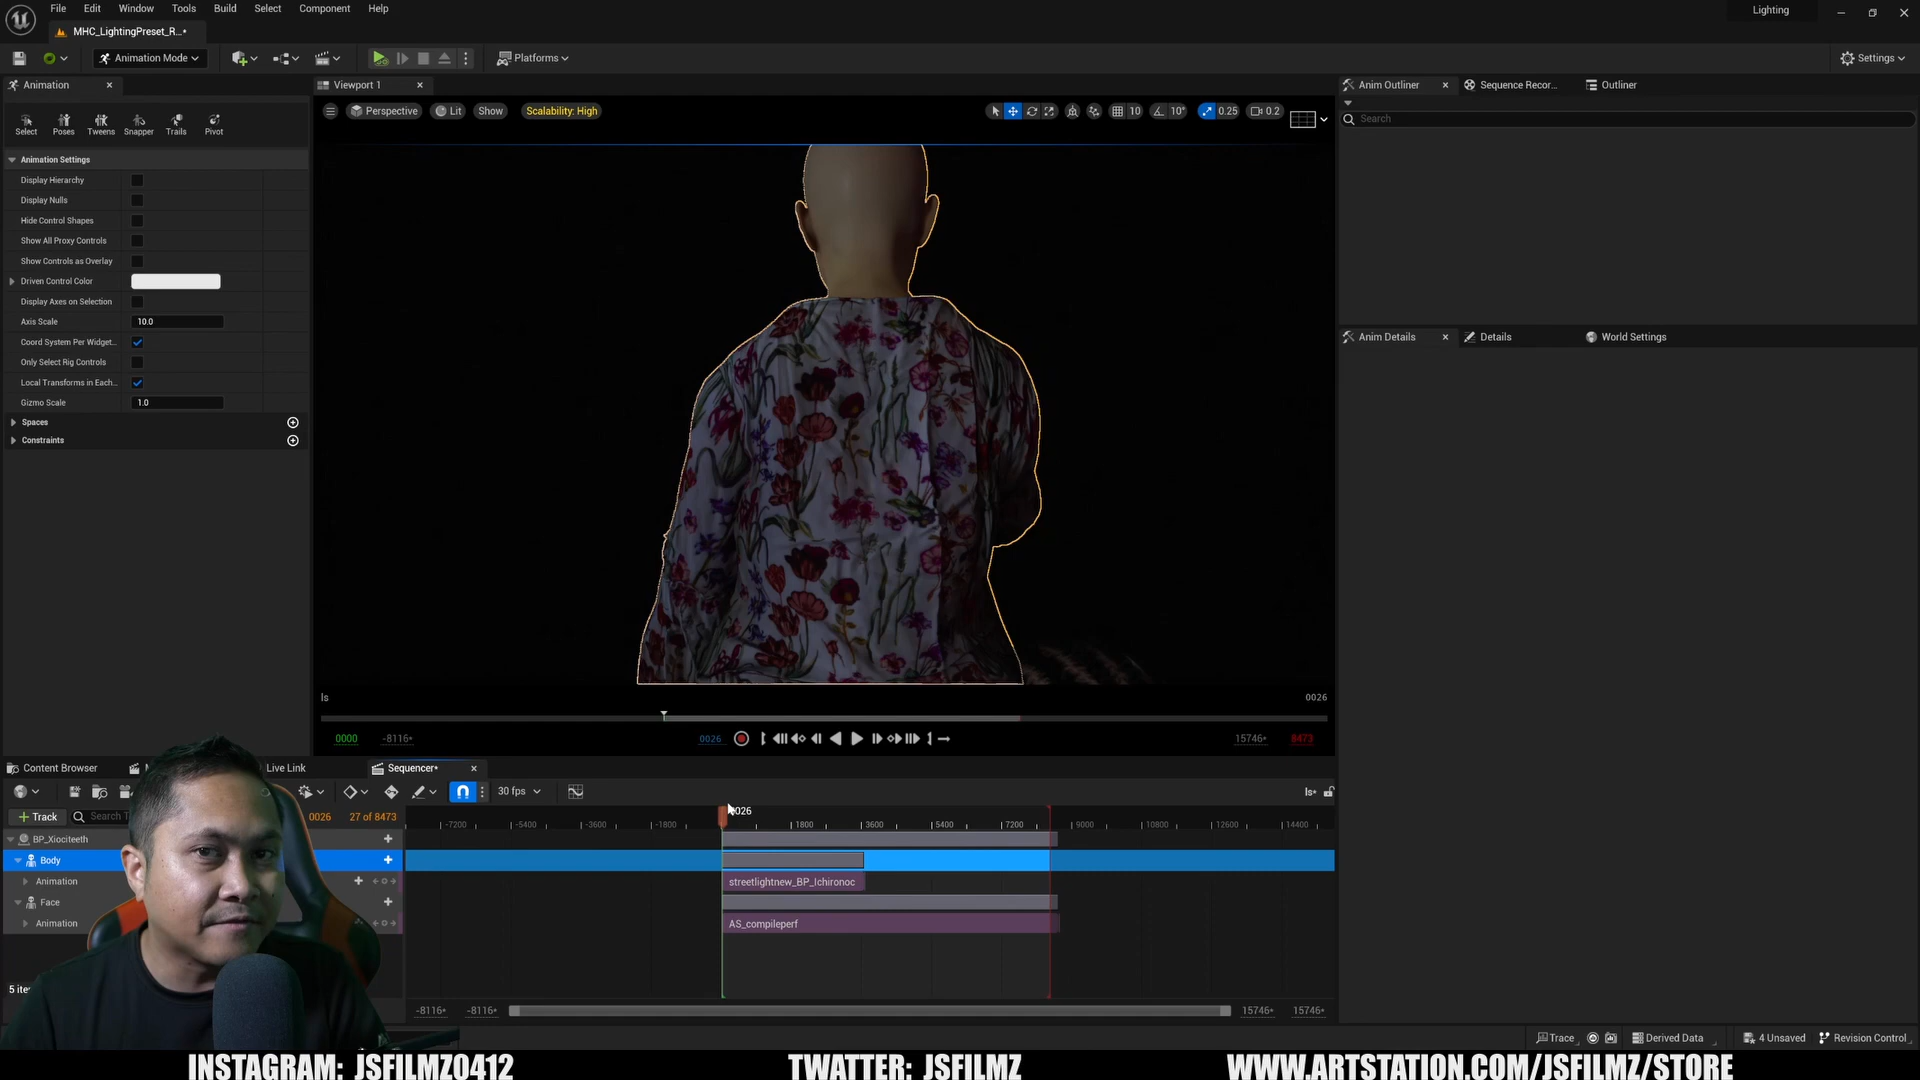 File Edit Window Tools Build Select Component Help
Lighting
MHC_LightingPreset_R...*
Animation Mode
Platforms
Settings
Animation
Viewport 1
Anim Outliner
Sequence Recor...
Outliner
Perspective
Lit
Show
Scalability: High
10
10°
0.25
0.2
Search
Select Poses Tweens Snapper Trails Pivot
Animation Settings
Display Hierarchy
Display Nulls
Hide Control Shapes
Show All Proxy Controls
Show Controls as Overlay
Driven Control Color
Display Axes on Selection
Axis Scale 10.0
Coord System Per Widget...
Only Select Rig Controls
Local Transforms in Each...
Gizmo Scale 1.0
Spaces
Constraints
Anim Details
Details
World Settings
ls
0026
0000 -8116* 0026 15746* 8473
Content Browser
Live Link
Sequencer*
30 fps
ls*
Track
Search T
0026 27 of 8473
0026
-7200 -5400 -3600 -1800 1800 3600 5400 7200 9000 10800 12600 14400
BP_Xiociteeth
Body
Animation
streetlightnew_BP_Ichironoc
Face
Animation
AS_compileperf
-8116* -8116* 15746* 15746*
Trace
Derived Data
4 Unsaved
Revision Control
INSTAGRAM: JSFILMZ0412 TWATTER: JSFILMZ WWW.ARTSTATION.COM/JSFILMZ/STORE